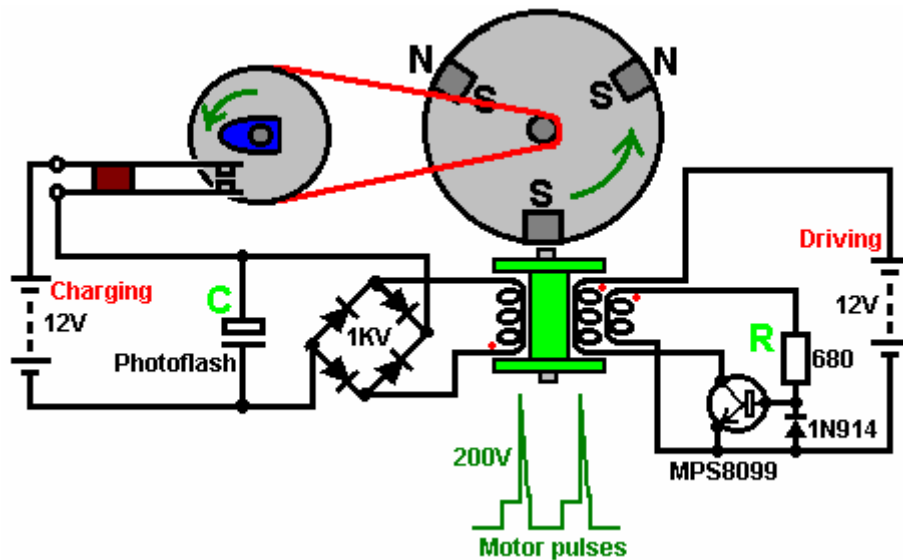 N
N
S
S
S
Driving
Charging
12V
C
1KV
12V
Photoflash
R
680
1N914
MPS8099
200V
Motor pulses